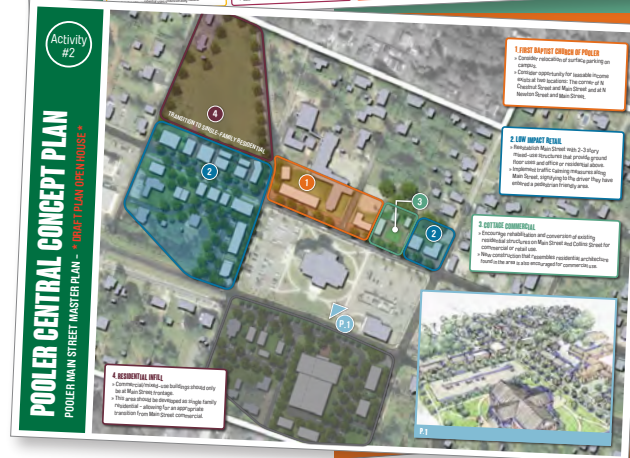 Activity
#2
POOLER CENTRAL CONCEPT PLAN
POOLER MAIN STREET MASTER PLAN – * DRAFT PLAN OPEN HOUSE *
4
TRANSITION TO SINGLE-FAMILY RESIDENTIAL
2
1
3
2
P.1
1. FIRST BAPTIST CHURCH OF POOLER
» Consider relocation of surface parking on
campus.
» Consider opportunity for leasable income
exists at two locations: The corner of N
Chestnut Street and Main Street and at N
Newton Street and Main Street.
2. LOW IMPACT RETAIL
» Reestablish Main Street with 2-3 story
mixed-use structures that provide ground
floor uses and office or residential above.
» Implement traffic calming measures along
Main Street, signifying to the driver they have
entered a pedestrian friendly area.
3. COTTAGE COMMERCIAL
» Encourage rehabilitation and conversion of existing
residential structures on Main Street and Collins Street for
commercial or retail use.
» New construction that resembles residential architecture
found in the area is also encouraged for commercial use.
4. RESIDENTIAL INFILL
» Commercial/mixed-use buildings should only
be at Main Street frontage.
» This area should be developed as single family
residential – allowing for an appropriate
transition from Main Street commercial.
P.1